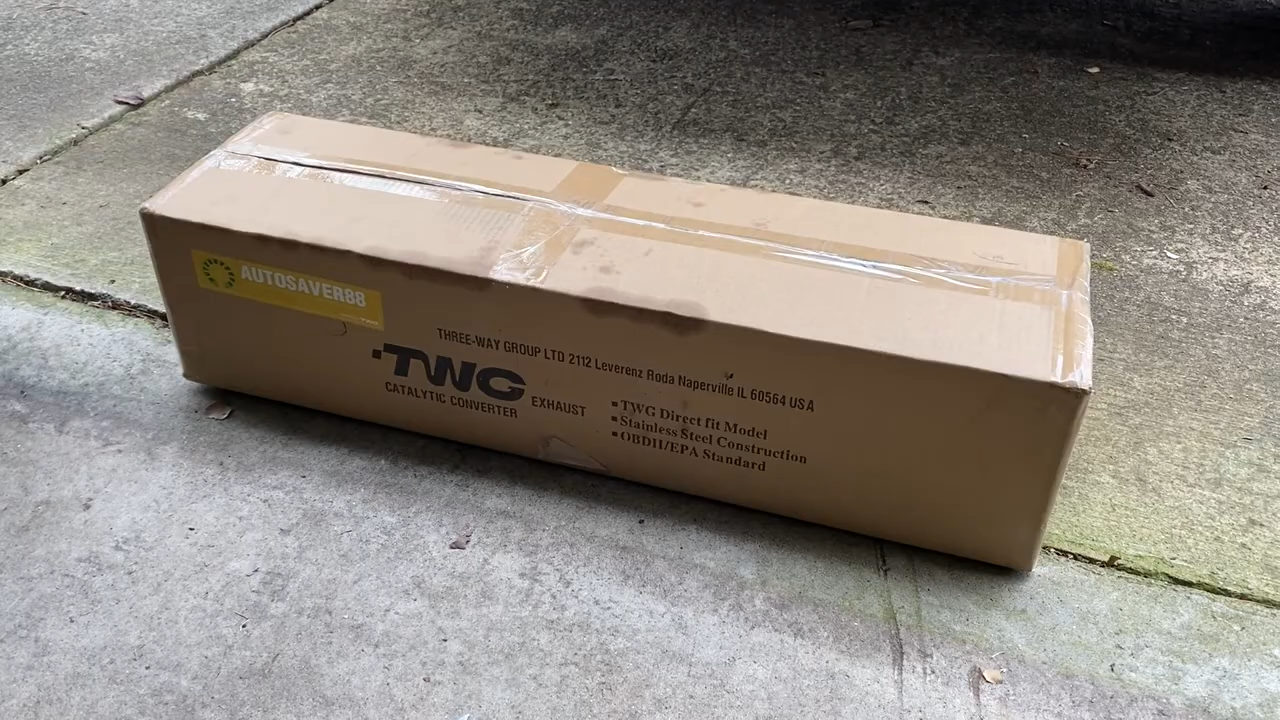 AUTOSAVER88
THREE-WAY GROUP LTD 2112 Leverenz Roda Naperville IL 60564 USA
TWG
CATALYTIC CONVERTER EXHAUST
▪TWG Direct fit Model
▪Stainless Steel Construction
▪OBDII/EPA Standard